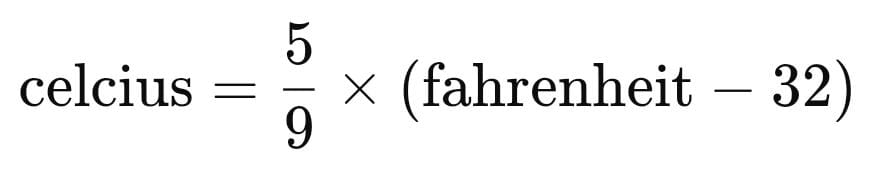 celcius = 5/9 × (fahrenheit − 32)